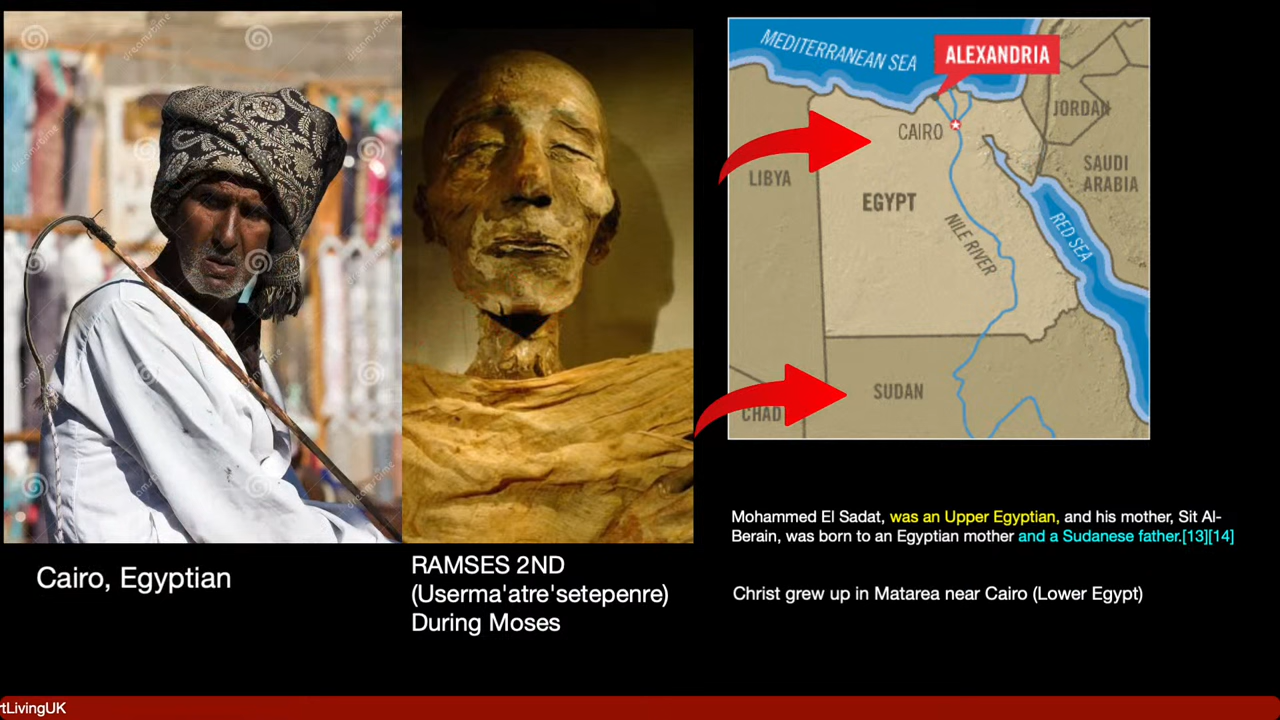 dreamstime
MEDITERRANEAN SEA
ALEXANDRIA
CAIRO
JORDAN
LIBYA
EGYPT
SAUDI
ARABIA
NILE RIVER
RED SEA
SUDAN
CHAD
Mohammed El Sadat, was an Upper Egyptian, and his mother, Sit Al-
Berain, was born to an Egyptian mother and a Sudanese father.[13][14]
Christ grew up in Matarea near Cairo (Lower Egypt)
Cairo, Egyptian
RAMSES 2ND
(Userma'atre'setepenre)
During Moses
rtLivingUK